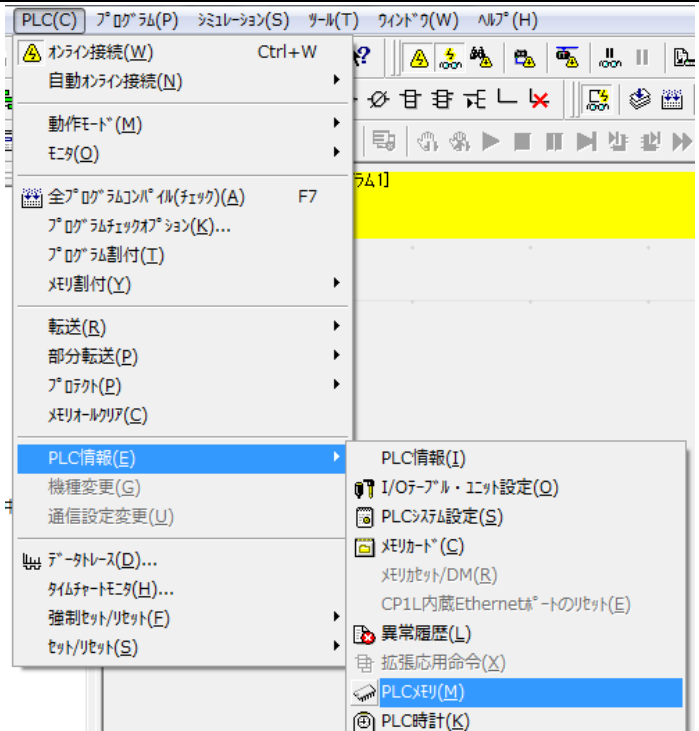 PLC(C) ﾌﾟﾛｸﾞﾗﾑ(P) ｼﾐｭﾚｰｼｮﾝ(S) ﾂｰﾙ(T) ｳｨﾝﾄﾞｳ(W) ﾍﾙﾌﾟ(H)
ｵﾝﾗｲﾝ接続(W) Ctrl+W
自動ｵﾝﾗｲﾝ接続(N)
動作ﾓｰﾄﾞ(M)
ﾓﾆﾀ(O)
全ﾌﾟﾛｸﾞﾗﾑｺﾝﾊﾟｲﾙ(ﾁｪｯｸ)(A) F7
ﾗﾑ1]
ﾌﾟﾛｸﾞﾗﾑﾁｪｯｸｵﾌﾟｼｮﾝ(K)...
ﾌﾟﾛｸﾞﾗﾑ割付(T)
ﾒﾓﾘ割付(Y)
転送(R)
部分転送(P)
ﾌﾟﾛﾃｸﾄ(P)
ﾒﾓﾘｵｰﾙｸﾘｱ(C)
PLC情報(E)
機種変更(G)
通信設定変更(U)
ﾃﾞｰﾀﾄﾚｰｽ(D)...
ﾀｲﾑﾁｬｰﾄﾓﾆﾀ(H)...
強制ｾｯﾄ/ﾘｾｯﾄ(F)
ｾｯﾄ/ﾘｾｯﾄ(S)
PLC情報(I)
I/Oﾃｰﾌﾞﾙ・ﾕﾆｯﾄ設定(O)
PLCｼｽﾃﾑ設定(S)
ﾒﾓﾘｶｰﾄﾞ(C)
ﾒﾓﾘｶｾｯﾄ/DM(R)
CP1L内蔵Ethernetﾎﾟｰﾄのﾘｾｯﾄ(E)
異常履歴(L)
拡張応用命令(X)
PLCﾒﾓﾘ(M)
PLC時計(K)